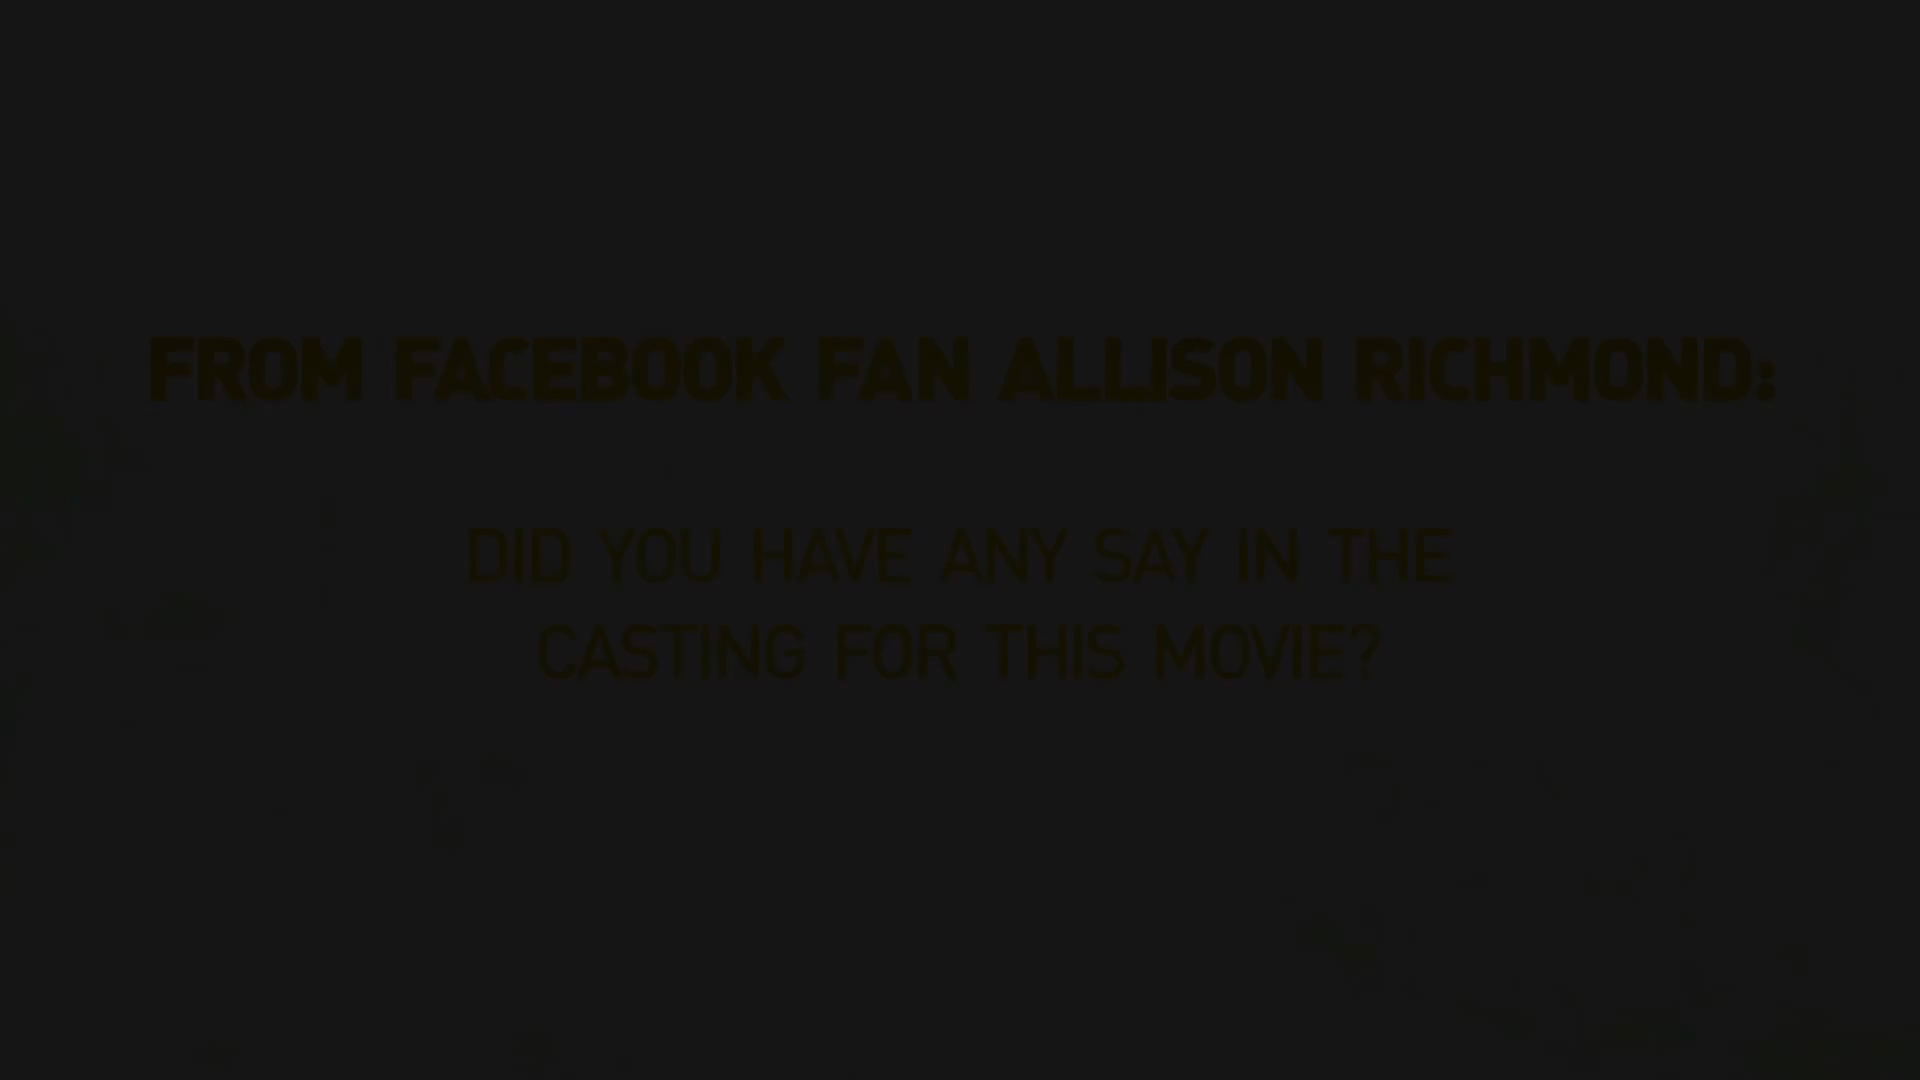 FROM FACEBOOK FAN ALLISON RICHMOND:
DID YOU HAVE ANY SAY IN THE
CASTING FOR THIS MOVIE?